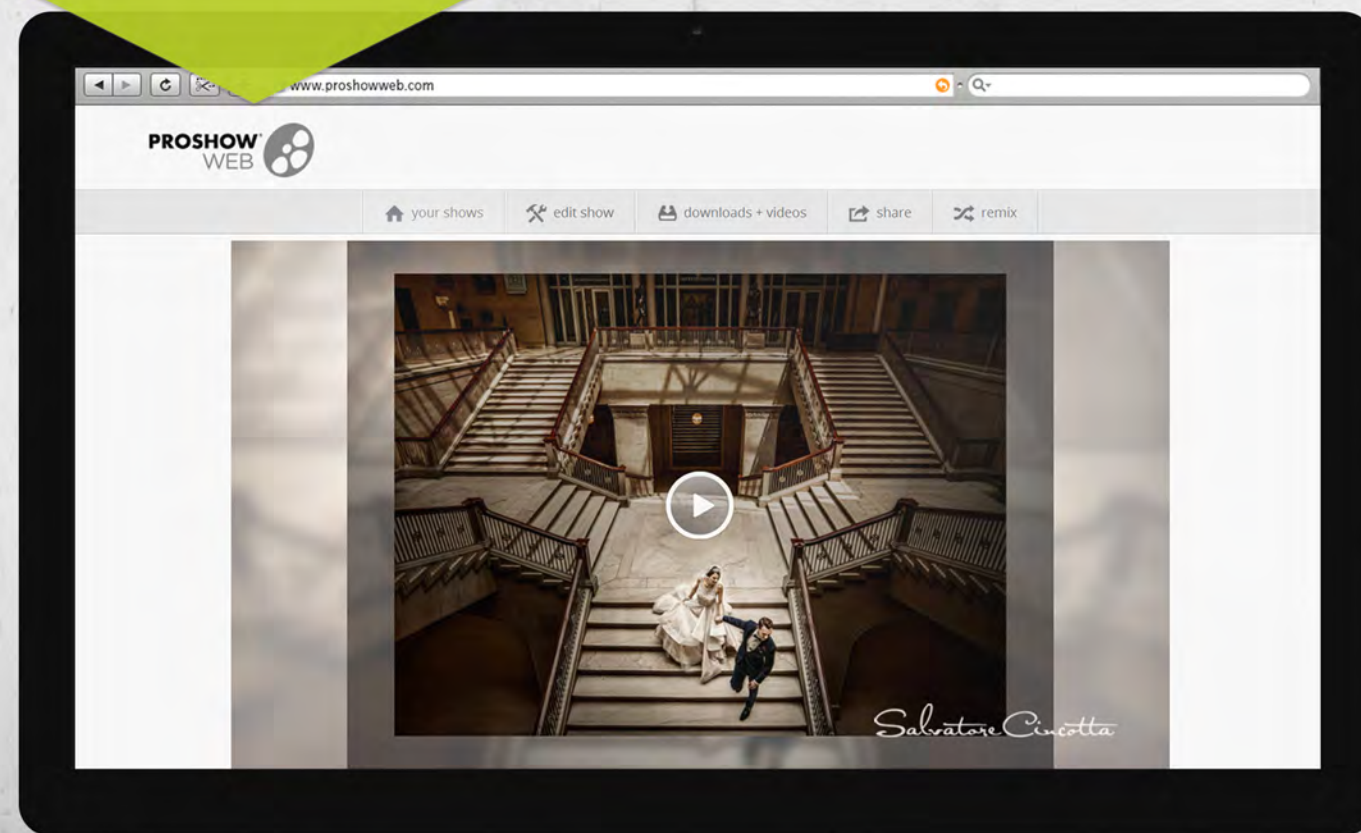 www.proshowweb.com
PROSHOW®
WEB
your shows
edit show
downloads + videos
share
remix
Salvatore Cincotta